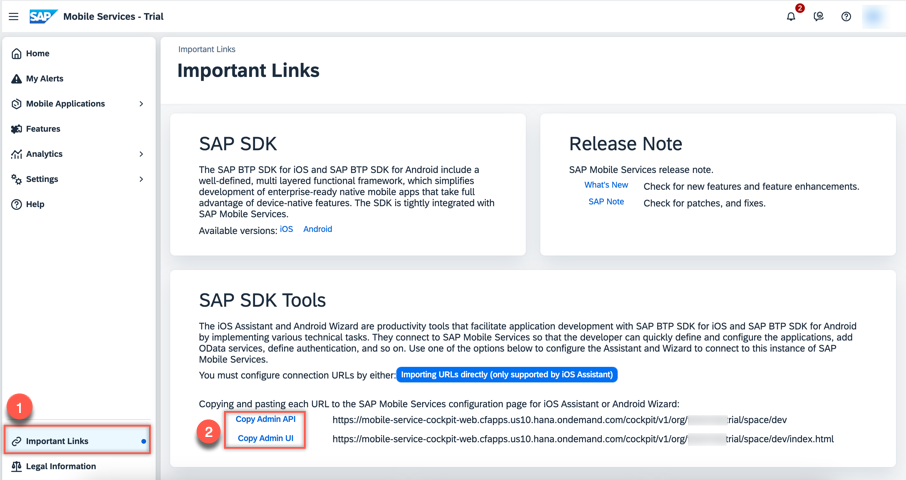 SAP Mobile Services - Trial
2
Home
My Alerts
Mobile Applications
Features
Analytics
Settings
Help
1
Important Links
Legal Information
Important Links
Important Links
SAP SDK
The SAP BTP SDK for iOS and SAP BTP SDK for Android include a
well-defined, multi layered functional framework, which simplifies
development of enterprise-ready native mobile apps that take full
advantage of device-native features. The SDK is tightly integrated with
SAP Mobile Services.
Available versions: iOS Android
Release Note
SAP Mobile Services release note.
What's New Check for new features and feature enhancements.
SAP Note Check for patches, and fixes.
SAP SDK Tools
The iOS Assistant and Android Wizard are productivity tools that facilitate application development with SAP BTP SDK for iOS and SAP BTP SDK for Android
by implementing various technical tasks. They connect to SAP Mobile Services so that the developer can quickly define and configure the applications, add
OData services, define authentication, and so on. Use one of the options below to configure the Assistant and Wizard to connect to this instance of SAP
Mobile Services.
You must configure connection URLs by either: Importing URLs directly (only supported by iOS Assistant)
Copying and pasting each URL to the SAP Mobile Services configuration page for iOS Assistant or Android Wizard:
2
Copy Admin API https://mobile-service-cockpit-web.cfapps.us10.hana.ondemand.com/cockpit/v1/org/ trial/space/dev
Copy Admin UI https://mobile-service-cockpit-web.cfapps.us10.hana.ondemand.com/cockpit/v1/org/ trial/space/dev/index.html